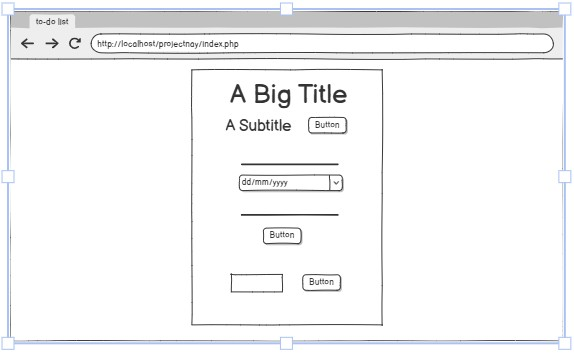 to-do list
http://localhost/projectnay/index.php
A Big Title
A Subtitle Button
dd/mm/yyyy
Button
Button